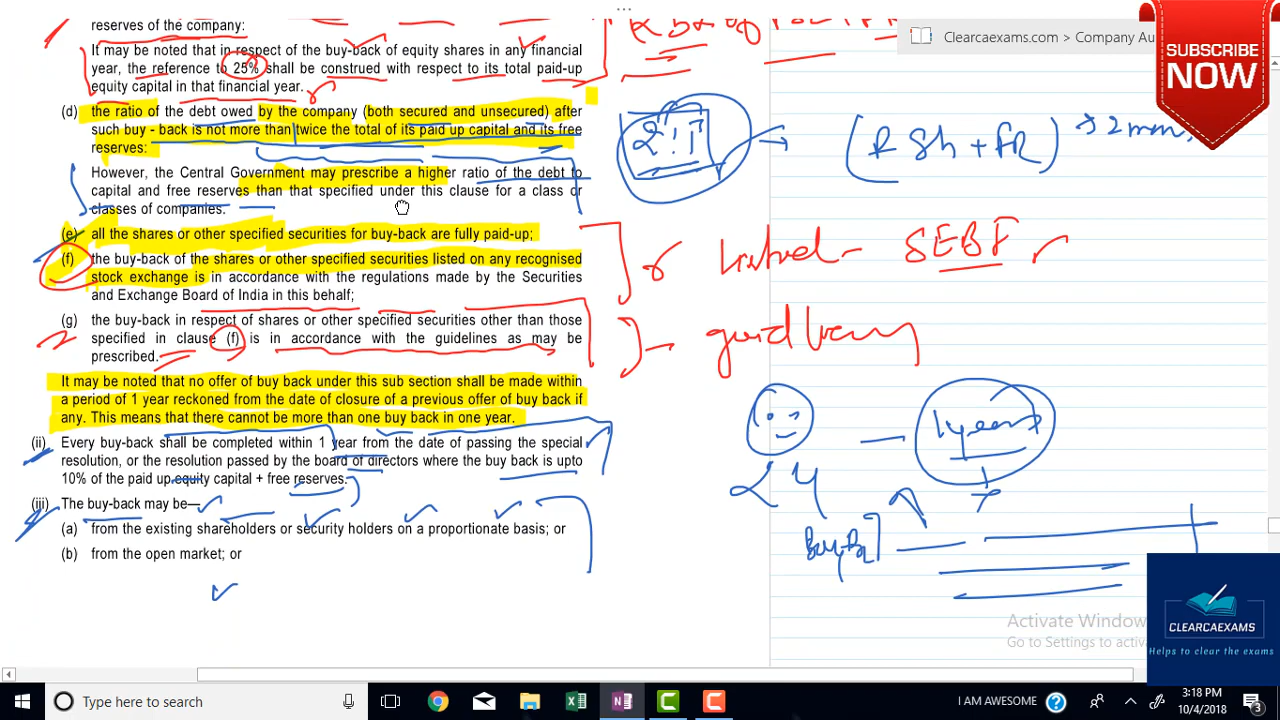 reserves of the company:
It may be noted that in respect of the buy-back of equity shares in any financial
year, the reference to 25% shall be construed with respect to its total paid-up
equity capital in that financial year.
(d) the ratio of the debt owed by the company (both secured and unsecured) after
such buy - back is not more than twice the total of its paid up capital and its free
reserves:
However, the Central Government may prescribe a higher ratio of the debt to
capital and free reserves than that specified under this clause for a class or
classes of companies.
(e) all the shares or other specified securities for buy-back are fully paid-up;
(f) the buy-back of the shares or other specified securities listed on any recognised
stock exchange is in accordance with the regulations made by the Securities
and Exchange Board of India in this behalf;
(g) the buy-back in respect of shares or other specified securities other than those
specified in clause (f) is in accordance with the guidelines as may be
prescribed.
It may be noted that no offer of buy back under this sub section shall be made within
a period of 1 year reckoned from the date of closure of a previous offer of buy back if
any. This means that there cannot be more than one buy back in one year.
(ii) Every buy-back shall be completed within 1 year from the date of passing the special
resolution, or the resolution passed by the board of directors where the buy back is upto
10% of the paid up equity capital + free reserves.
(iii) The buy-back may be—
(a) from the existing shareholders or security holders on a proportionate basis; or
(b) from the open market; or
Clearcaexams.com > Company Au
SUBSCRIBE
NOW
2:1
Sh + FR)
SEBI
1 year
Activate Window
Go to Settings to activ
CLEARCAEXAMS
Helps to clear the exams
Type here to search
I AM AWESOME
3:18 PM
10/4/2018
3